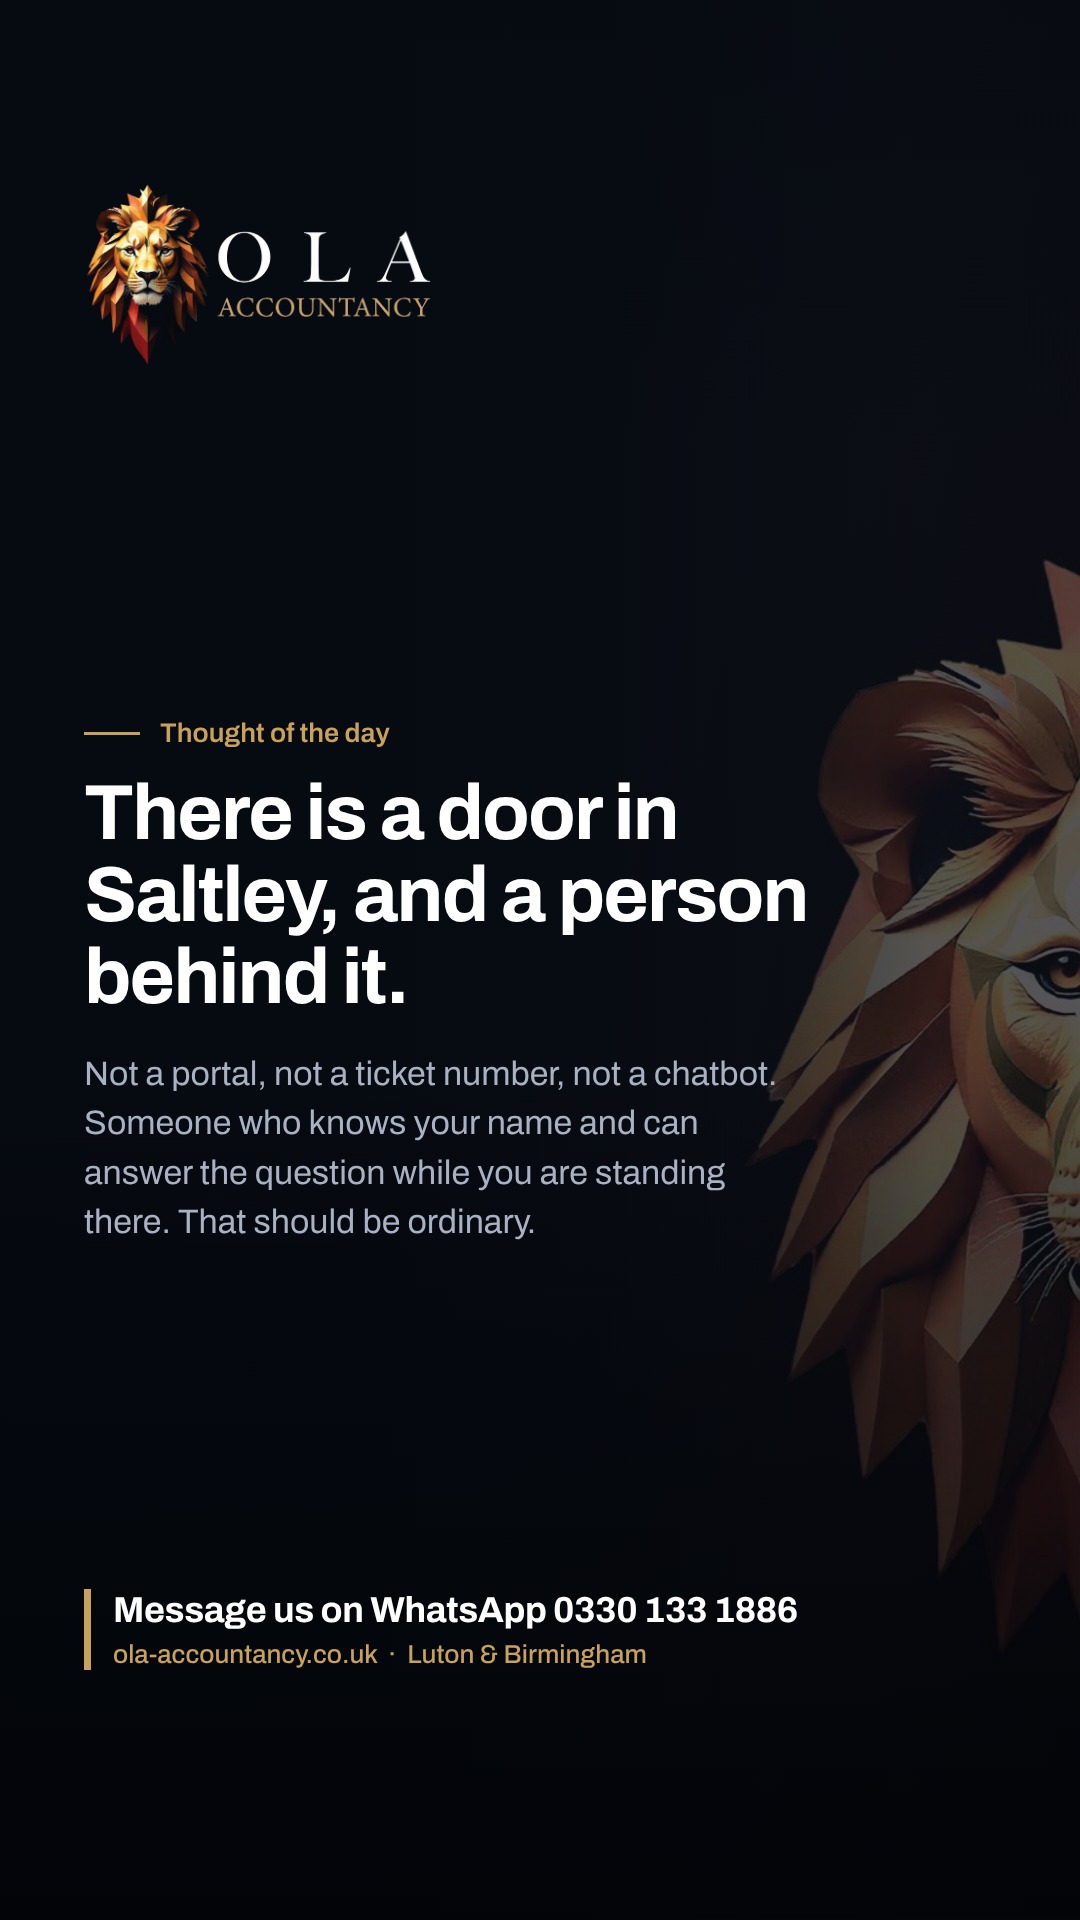 OLA
ACCOUNTANCY
Thought of the day
There is a door in
Saltley, and a person
behind it.
Not a portal, not a ticket number, not a chatbot.
Someone who knows your name and can
answer the question while you are standing
there. That should be ordinary.
Message us on WhatsApp 0330 133 1886
ola-accountancy.co.uk · Luton & Birmingham